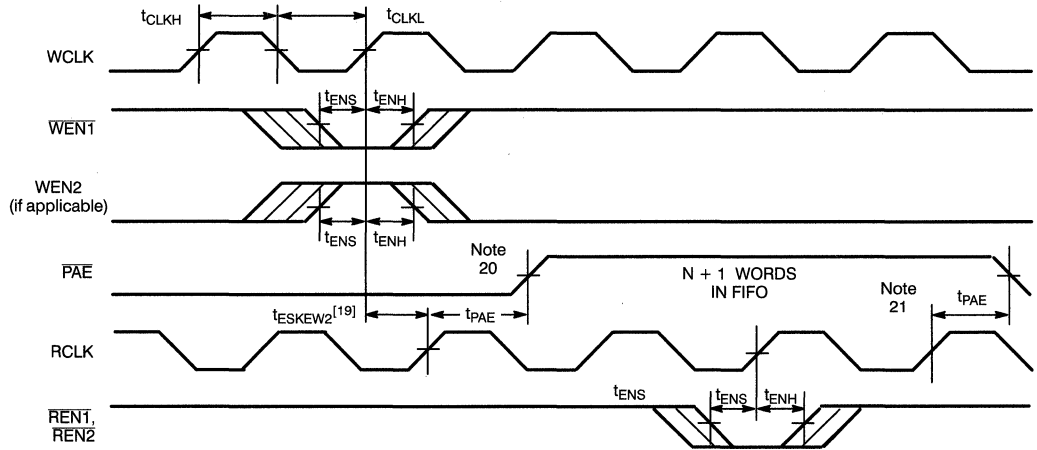 tCLKH
tCLKL
WCLK
tENS
tENH
WEN1
WEN2
(if applicable)
tENS
tENH
PAE
Note
20
N + 1 WORDS
IN FIFO
Note
21
tPAE
tESKEW2[19]
tPAE
RCLK
tENS
tENS
tENH
REN1,
REN2